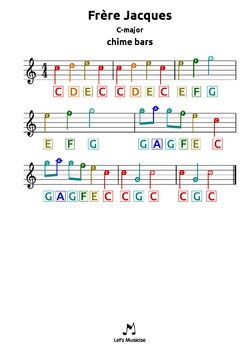 Frère Jacques
C-major
chime bars
C D E C C D E C E F G
E F G G A G F E C
G A G F E C C G C C G C
Let's Musicise